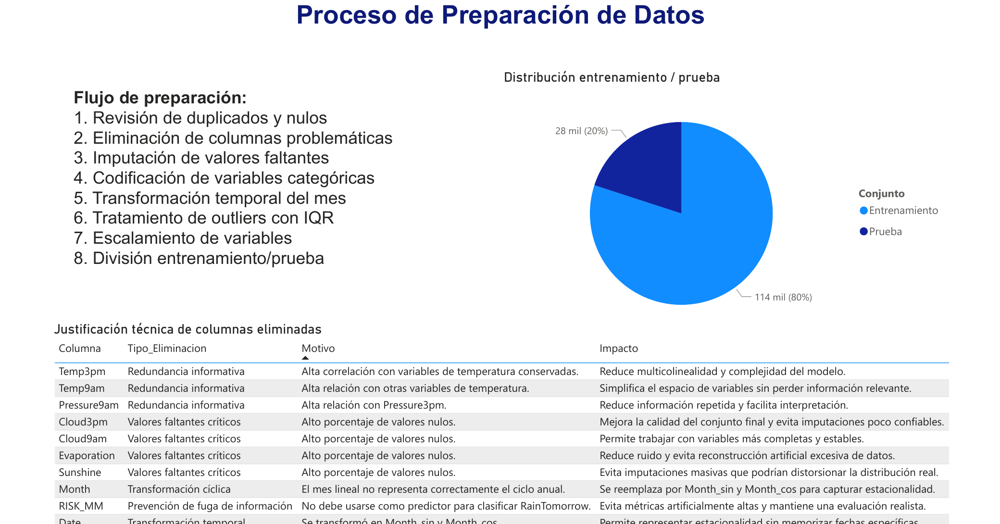 Proceso de Preparación de Datos
Flujo de preparación:
1. Revisión de duplicados y nulos
2. Eliminación de columnas problemáticas
3. Imputación de valores faltantes
4. Codificación de variables categóricas
5. Transformación temporal del mes
6. Tratamiento de outliers con IQR
7. Escalamiento de variables
8. División entrenamiento/prueba
Distribución entrenamiento / prueba
28 mil (20%)
114 mil (80%)
Conjunto
Entrenamiento
Prueba
Justificación técnica de columnas eliminadas
Columna Tipo_Eliminacion Motivo Impacto
Temp3pm Redundancia informativa Alta correlación con variables de temperatura conservadas. Reduce multicolinealidad y complejidad del modelo.
Temp9am Redundancia informativa Alta relación con otras variables de temperatura. Simplifica el espacio de variables sin perder información relevante.
Pressure9am Redundancia informativa Alta relación con Pressure3pm. Reduce información repetida y facilita interpretación.
Cloud3pm Valores faltantes críticos Alto porcentaje de valores nulos. Mejora la calidad del conjunto final y evita imputaciones poco confiables.
Cloud9am Valores faltantes críticos Alto porcentaje de valores nulos. Permite trabajar con variables más completas y estables.
Evaporation Valores faltantes críticos Alto porcentaje de valores nulos. Reduce ruido y evita reconstrucción artificial excesiva de datos.
Sunshine Valores faltantes críticos Alto porcentaje de valores nulos. Evita imputaciones masivas que podrían distorsionar la distribución real.
Month Transformación cíclica El mes lineal no representa correctamente el ciclo anual. Se reemplaza por Month_sin y Month_cos para capturar estacionalidad.
RISK_MM Prevención de fuga de información No debe usarse como predictor para clasificar RainTomorrow. Evita métricas artificialmente altas y mantiene una evaluación realista.
Date Transformación temporal Se transformó en Month_sin y Month_cos. Permite representar estacionalidad sin memorizar fechas específicas.